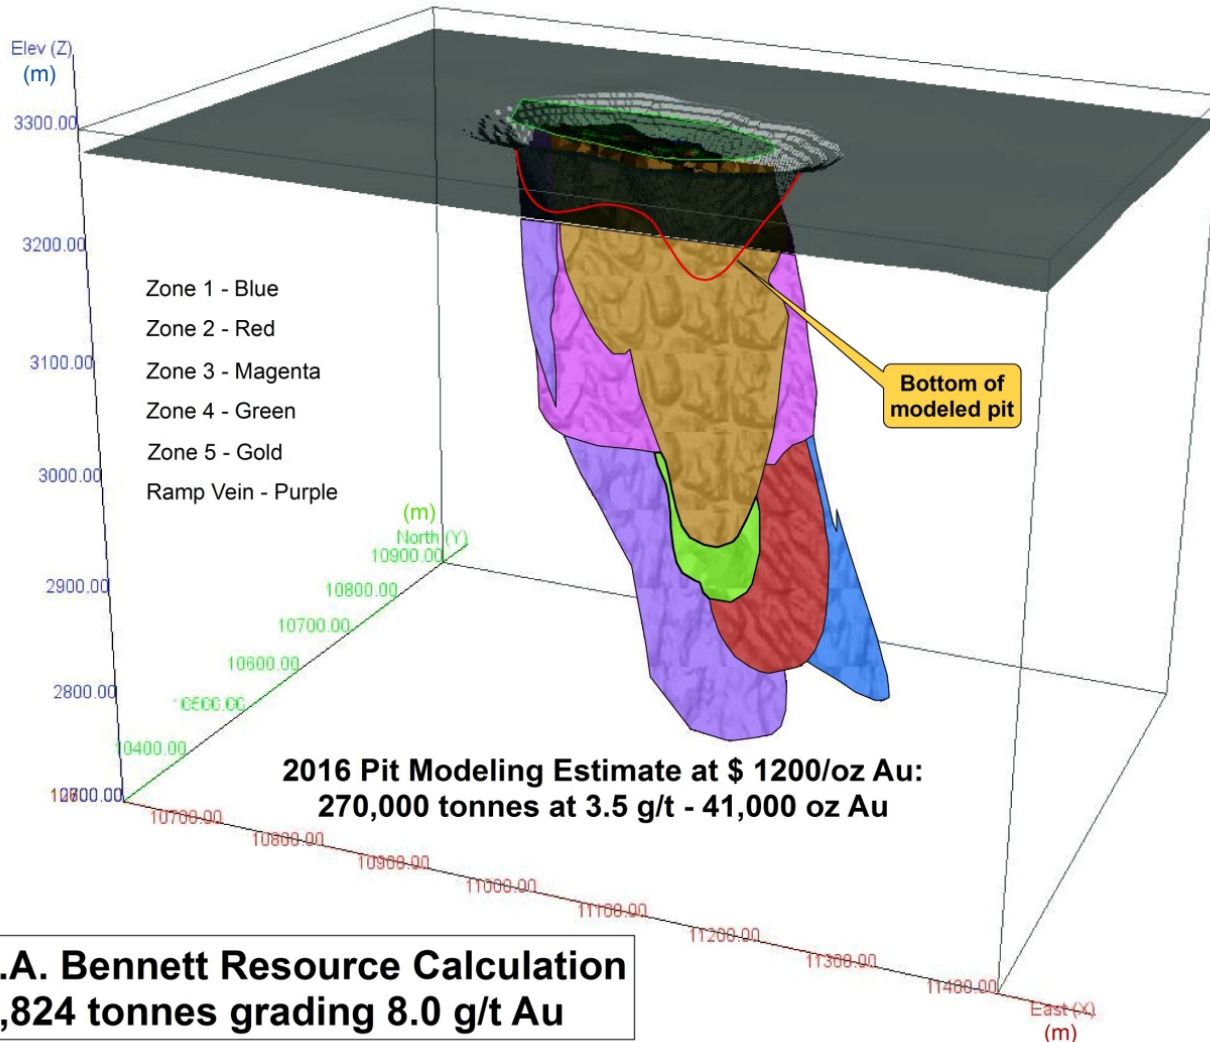 Elev (Z)
(m)
3300.00
3200.00
3100.00
3000.00
2900.00
2800.00
Zone 1 - Blue
Zone 2 - Red
Zone 3 - Magenta
Zone 4 - Green
Zone 5 - Gold
Ramp Vein - Purple
Bottom of
modeled pit
(m)
North (Y)
10900.00
10800.00
10700.00
10600.00
10500.00
10400.00
2016 Pit Modeling Estimate at $ 1200/oz Au:
270,000 tonnes at 3.5 g/t - 41,000 oz Au
10700.00
10800.00
10900.00
11000.00
11100.00
11200.00
11300.00
11400.00
East (X)
(m)
.A. Bennett Resource Calculation
,824 tonnes grading 8.0 g/t Au